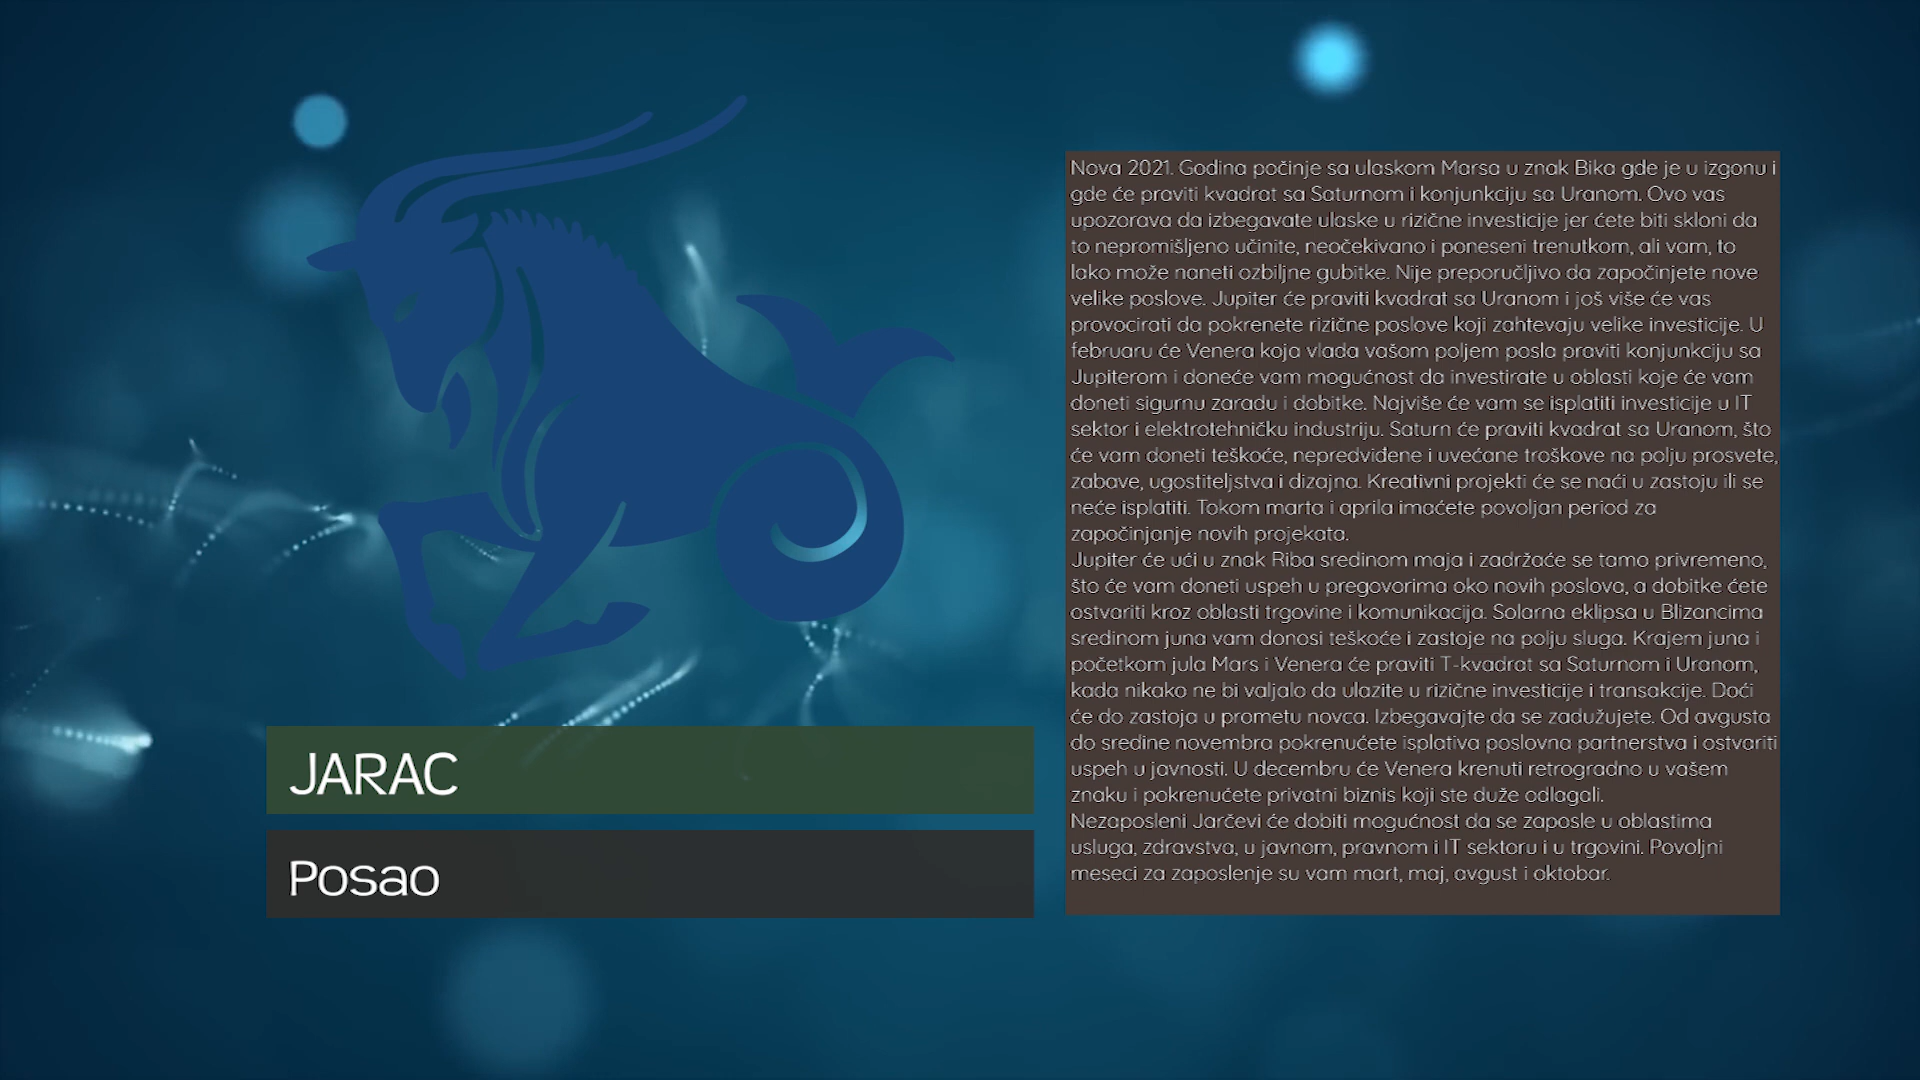 JARAC
Posao
Nova 2021. Godina počinje sa ulaskom Marsa u znak Bika gde je u izgonu i
gde će praviti kvadrat sa Saturnom i konjunkciju sa Uranom. Ovo vas
upozorava da izbegavate ulaske u rizične investicije jer ćete biti skloni da
to nepromišljeno učinite, neočekivano i poneseni trenutkom, ali vam, to
lako može naneti ozbiljne gubitke. Nije preporučljivo da započinjete nove
velike poslove. Jupiter će praviti kvadrat sa Uranom i još više će vas
provocirati da pokrenete rizične poslove koji zahtevaju velike investicije. U
februaru će Venera koja vlada vašom poljem posla praviti konjunkciju sa
Jupiterom i doneće vam mogućnost da investirate u oblasti koje će vam
doneti sigurnu zaradu i dobitke. Najviše će vam se isplatiti investicije u IT
sektor i elektrotehničku industriju. Saturn će praviti kvadrat sa Uranom, što
će vam doneti teškoće, nepredviđene i uvećane troškove na polju prosvete,
zabave, ugostiteljstva i dizajna. Kreativni projekti će se naći u zastoju ili se
neće isplatiti. Tokom marta i aprila imaćete povoljan period za
započinjanje novih projekata.
Jupiter će ući u znak Riba sredinom maja i zadržaće se tamo privremeno,
što će vam doneti uspeh u pregovorima oko novih poslova, a dobitke ćete
ostvariti kroz oblasti trgovine i komunikacija. Solarna eklipsa u Blizancima
sredinom juna vam donosi teškoće i zastoje na polju sluga. Krajem juna i
početkom jula Mars i Venera će praviti T-kvadrat sa Saturnom i Uranom,
kada nikako ne bi valjalo da ulazite u rizične investicije i transakcije. Doći
će do zastoja u prometu novca. Izbegavajte da se zadužujete. Od avgusta
do sredine novembra pokrenućete isplativa poslovna partnerstva i ostvariti
uspeh u javnosti. U decembru će Venera krenuti retrogradno u vašem
znaku i pokrenućete privatni biznis koji ste duže odlagali.
Nezaposleni Jarčevi će dobiti mogućnost da se zaposle u oblastima
usluga, zdravstva, u javnom, pravnom i IT sektoru i u trgovini. Povoljni
meseci za zaposlenje su vam mart, maj, avgust i oktobar.